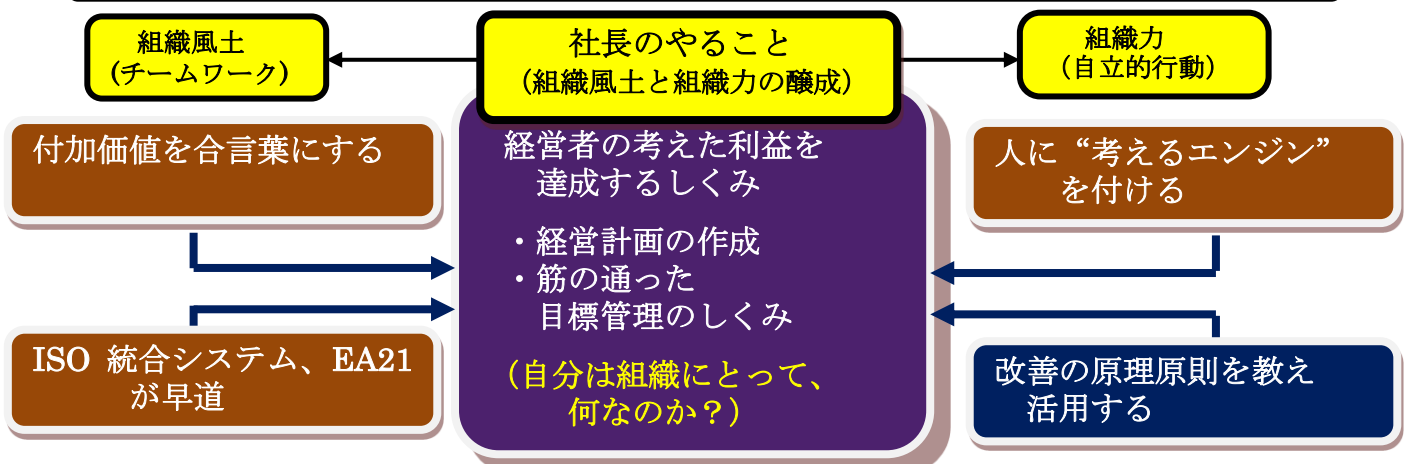 組織風土
（チームワーク）
社長のやること
（組織風土と組織力の醸成）
組織力
（自立的行動）
付加価値を合言葉にする
ISO 統合システム、EA21
が早道
経営者の考えた利益を
達成するしくみ
・経営計画の作成
・筋の通った
目標管理のしくみ
（自分は組織にとって、
何なのか？）
人に“考えるエンジン”
を付ける
改善の原理原則を教え
活用する